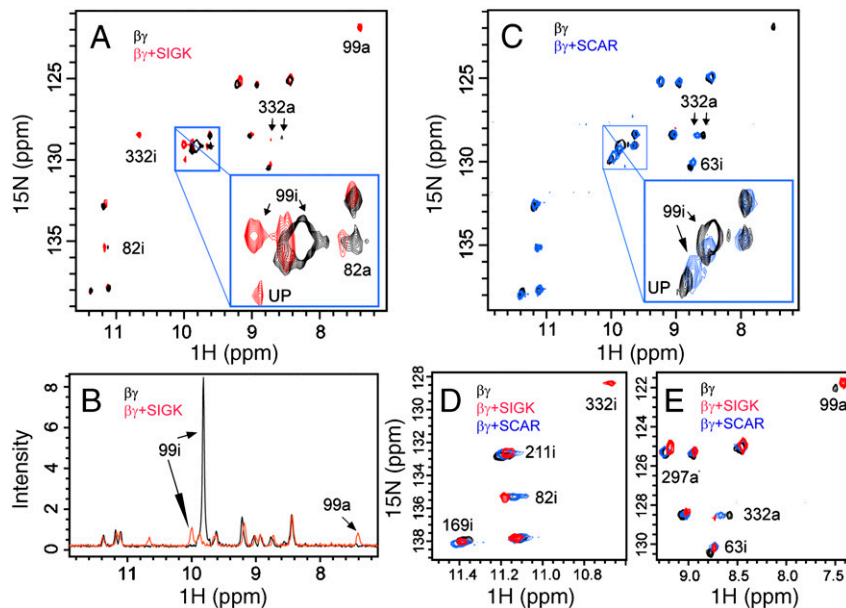 A
βγ
βγ+SIGK
99a
332a
332i
82i
99i
82a
UP
125
130
135
15N (ppm)
11 10 9 8
1H (ppm)
C
βγ
βγ+SCAR
332a
63i
99i
UP
125
130
135
15N (ppm)
11 10 9 8
1H (ppm)
B
βγ
βγ+SIGK
99i
99a
8
6
4
2
0
Intensity
11 10 9 8
1H (ppm)
D
βγ
βγ+SIGK
βγ+SCAR
332i
211i
82i
169i
128
130
132
134
136
138
15N (ppm)
11.4 11.2 11.0 10.8
1H (ppm)
E
βγ
βγ+SIGK
βγ+SCAR
99a
297a
332a
63i
122
124
126
128
130
15N (ppm)
9.0 8.5 8.0 7.5
1H (ppm)